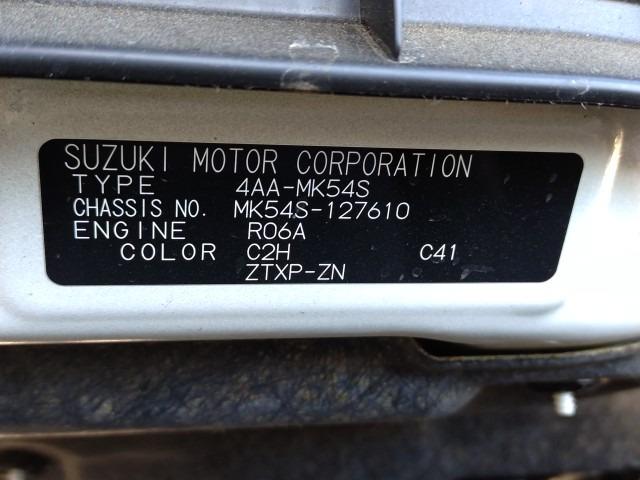 SUZUKI MOTOR CORPORATION
TYPE 4AA-MK54S
CHASSIS NO. MK54S-127610
ENGINE R06A
COLOR C2H C41
ZTXP-ZN